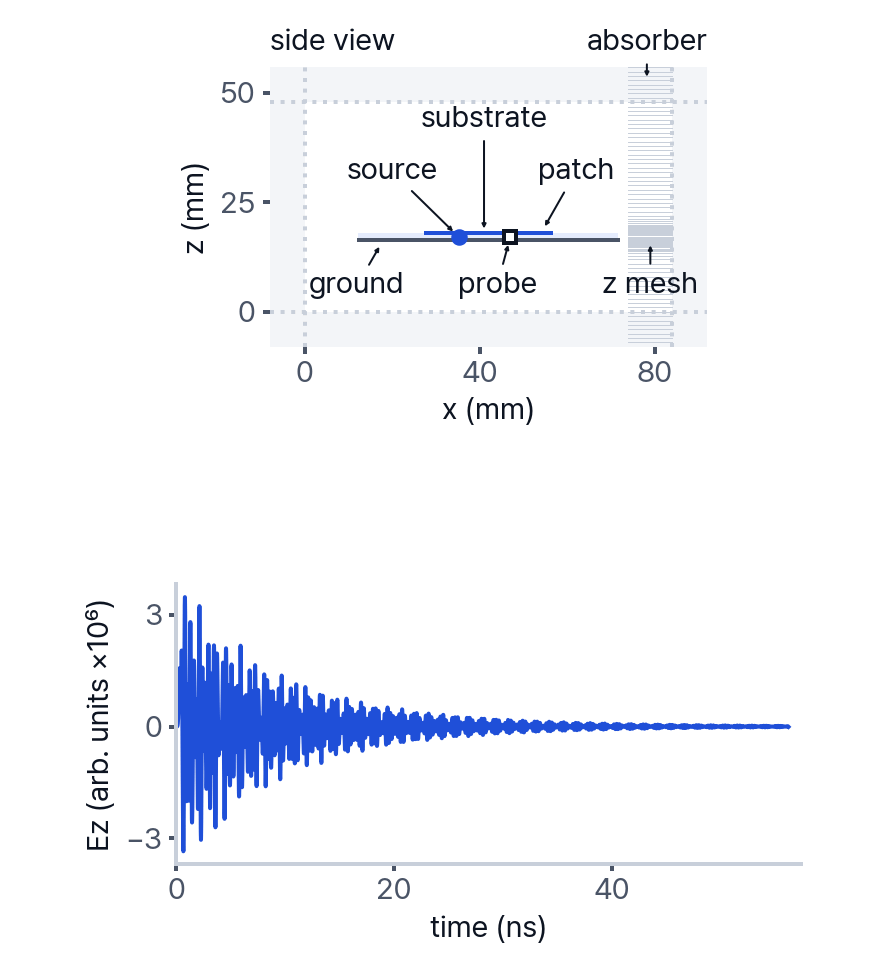 side view
absorber
50
substrate
source
patch
z (mm)
25
ground
probe
z mesh
0
0
40
80
x (mm)
3
Ez (arb. units ×10⁶)
0
−3
0
20
40
time (ns)